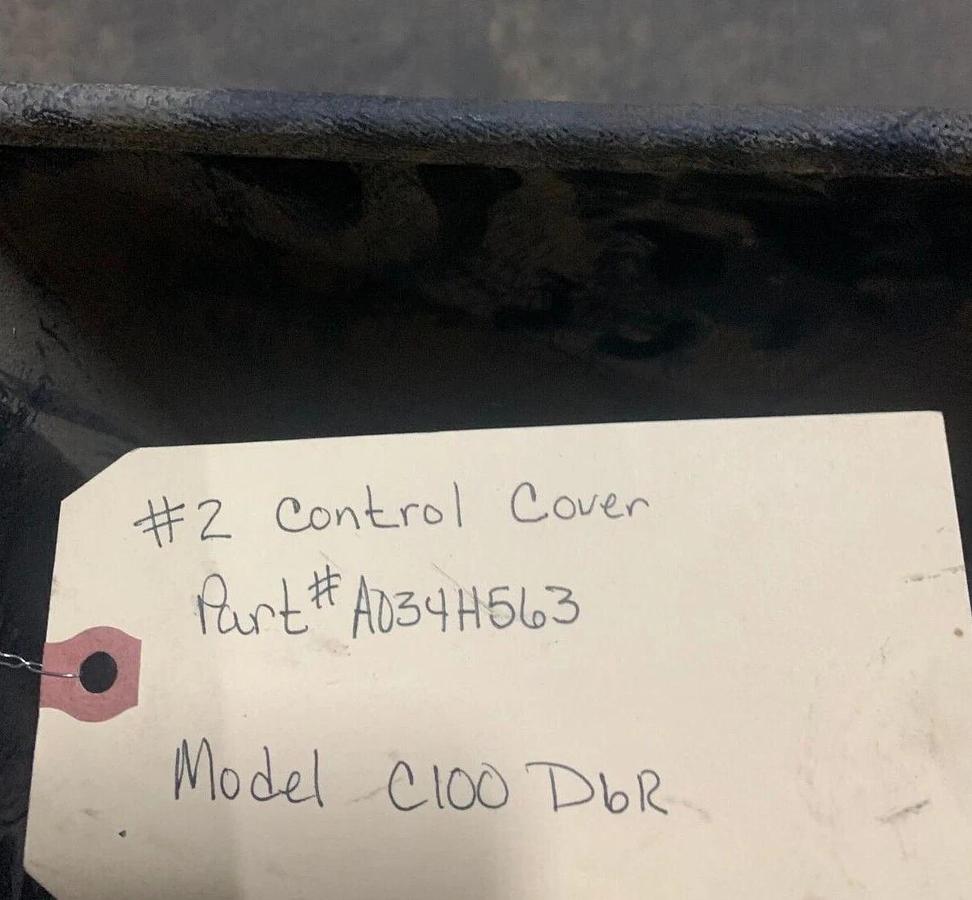 #2 Control Cover
Part# A034H563
Model C100 D6R